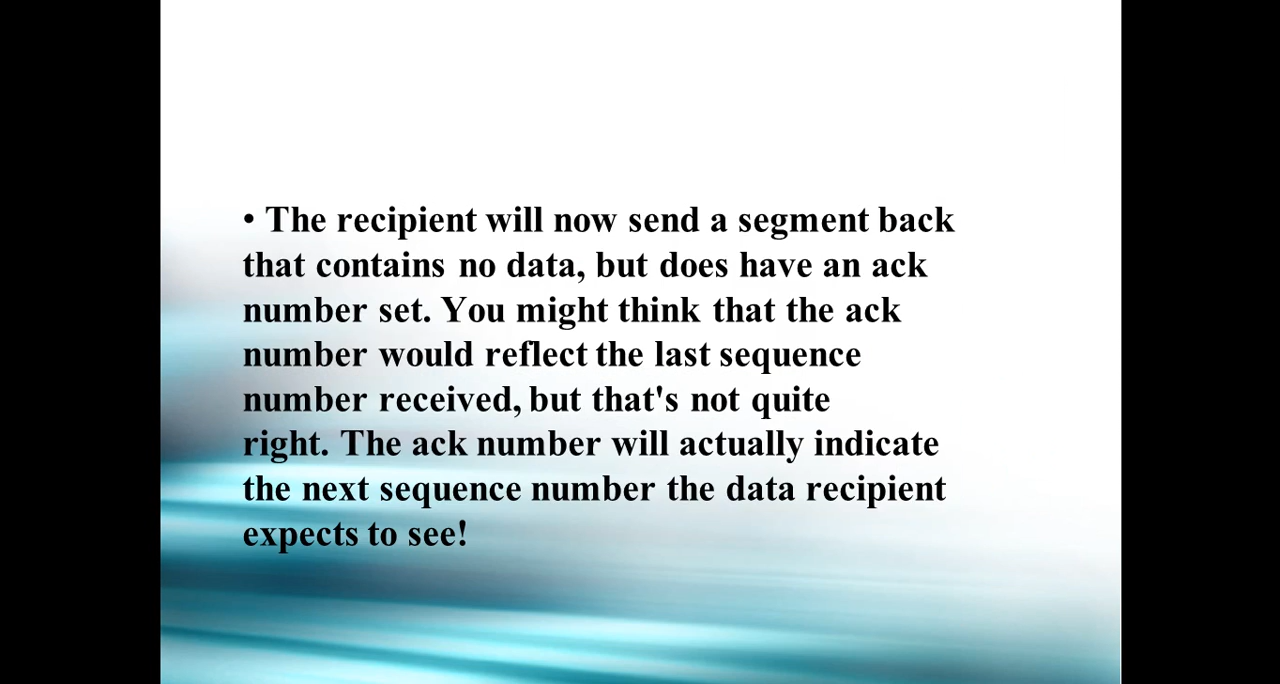 • The recipient will now send a segment back
that contains no data, but does have an ack
number set. You might think that the ack
number would reflect the last sequence
number received, but that's not quite
right. The ack number will actually indicate
the next sequence number the data recipient
expects to see!